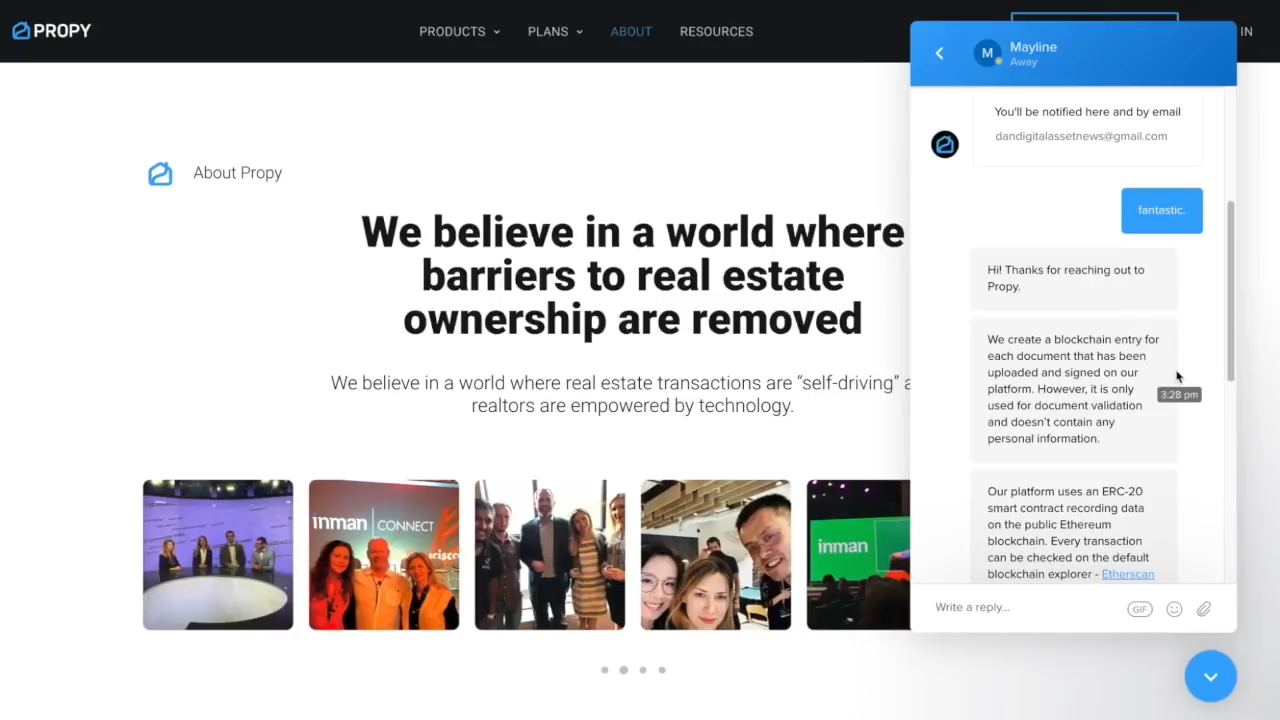 PROPY
PRODUCTS
PLANS
ABOUT
RESOURCES
IN
About Propy
We believe in a world where
barriers to real estate
ownership are removed
We believe in a world where real estate transactions are “self-driving” a
realtors are empowered by technology.
inman CONNECT
inman
M
Mayline
Away
You'll be notified here and by email
dandigitalassetnews@gmail.com
fantastic.
Hi! Thanks for reaching out to
Propy.
We create a blockchain entry for
each document that has been
uploaded and signed on our
platform. However, it is only
used for document validation
and doesn't contain any
personal information.
3:28 pm
Our platform uses an ERC-20
smart contract recording data
on the public Ethereum
blockchain. Every transaction
can be checked on the default
blockchain explorer - Etherscan
Write a reply...
GIF